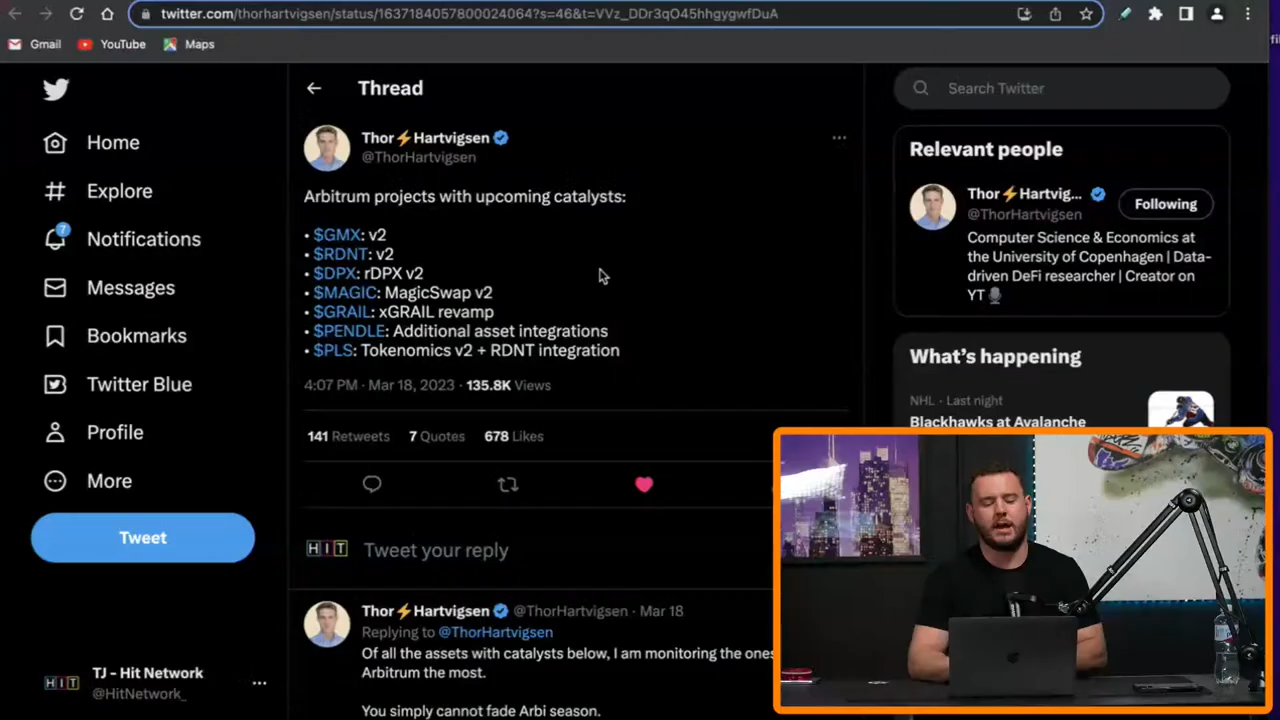 twitter.com/thorhartvigsen/status/1637184057800024064?s=46&t=VVz_DDr3qO45hhgygwfDuA
Gmail
YouTube
Maps
Home
Explore
7
Notifications
Messages
Bookmarks
Twitter Blue
Profile
More
Tweet
TJ - Hit Network
@HitNetwork_
Thread
Thor⚡Hartvigsen
@ThorHartvigsen
Arbitrum projects with upcoming catalysts:
• $GMX: v2
• $RDNT: v2
• $DPX: rDPX v2
• $MAGIC: MagicSwap v2
• $GRAIL: xGRAIL revamp
• $PENDLE: Additional asset integrations
• $PLS: Tokenomics v2 + RDNT integration
4:07 PM · Mar 18, 2023 · 135.8K Views
141 Retweets 7 Quotes 678 Likes
HIT
Tweet your reply
Thor⚡Hartvigsen @ThorHartvigsen · Mar 18
Replying to @ThorHartvigsen
Of all the assets with catalysts below, I am monitoring the ones
Arbitrum the most.
You simply cannot fade Arbi season.
Search Twitter
Relevant people
Thor⚡Hartvig...
@ThorHartvigsen
Following
Computer Science & Economics at
the University of Copenhagen | Data-
driven DeFi researcher | Creator on
YT🎙️
What's happening
NHL · Last night
Blackhawks at Avalanche
HIT